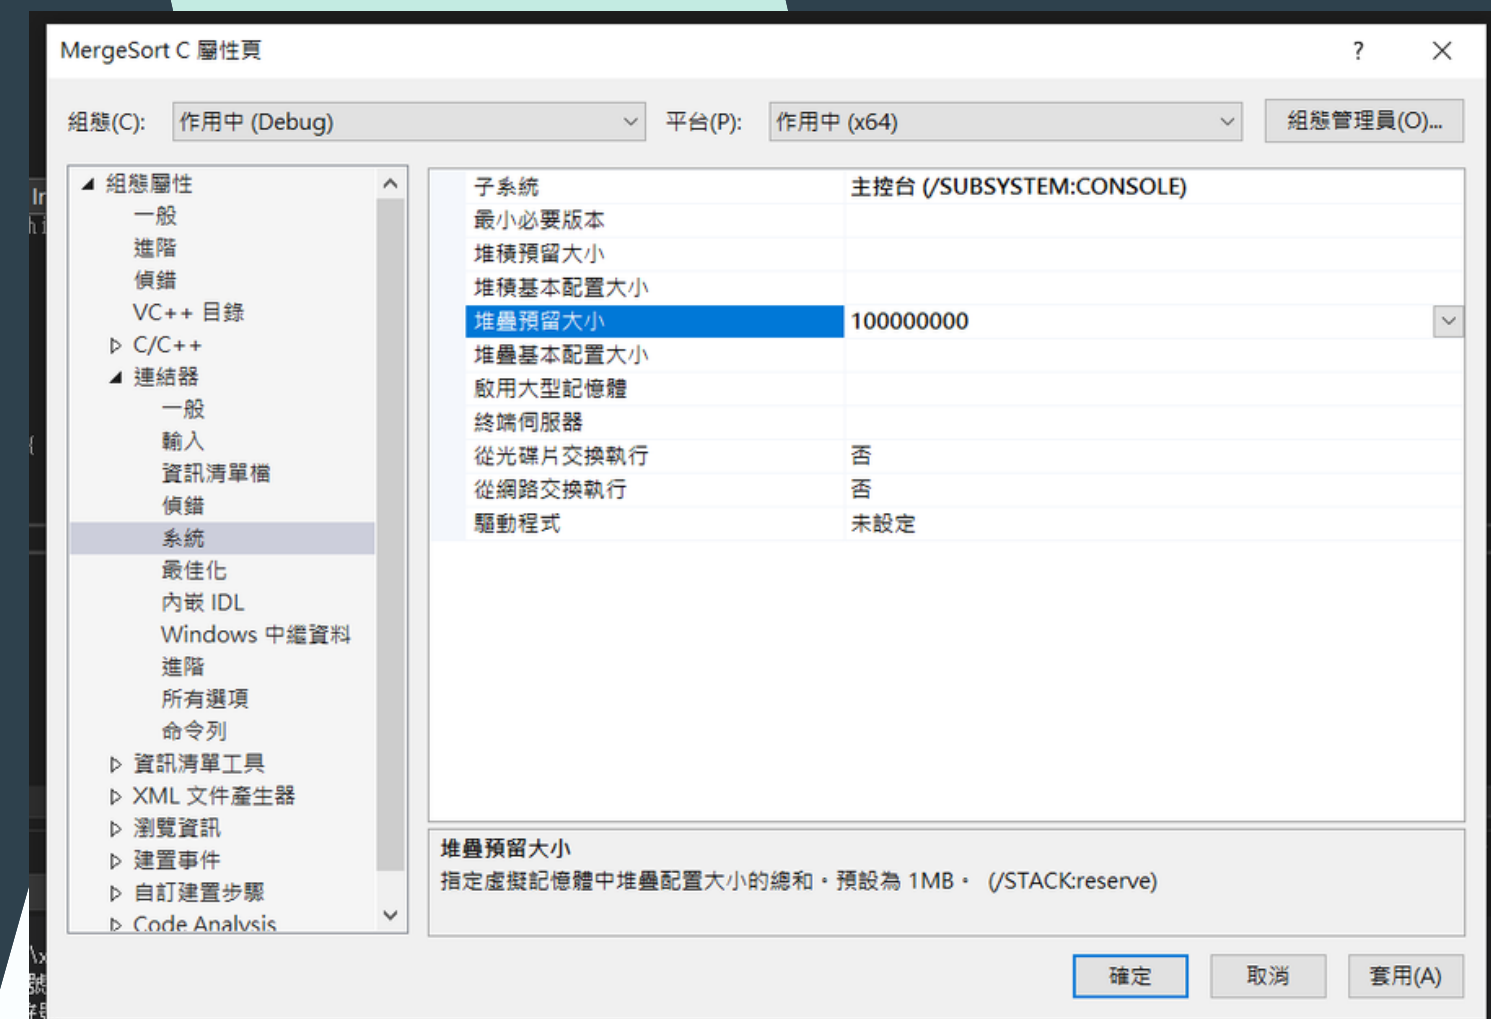 MergeSort C 屬性頁
組態(C): 作用中 (Debug) 平台(P): 作用中 (x64) 組態管理員(O)...
組態屬性
一般
進階
偵錯
VC++ 目錄
C/C++
連結器
一般
輸入
資訊清單檔
偵錯
系統
最佳化
內嵌 IDL
Windows 中繼資料
進階
所有選項
命令列
資訊清單工具
XML 文件產生器
瀏覽資訊
建置事件
自訂建置步驟
Code Analysis
子系統 主控台 (/SUBSYSTEM:CONSOLE)
最小必要版本
堆積預留大小
堆積基本配置大小
堆疊預留大小 100000000
堆疊基本配置大小
啟用大型記憶體
終端伺服器
從光碟片交換執行 否
從網路交換執行 否
驅動程式 未設定
堆疊預留大小
指定虛擬記憶體中堆疊配置大小的總和。預設為 1MB。 (/STACK:reserve)
確定 取消 套用(A)